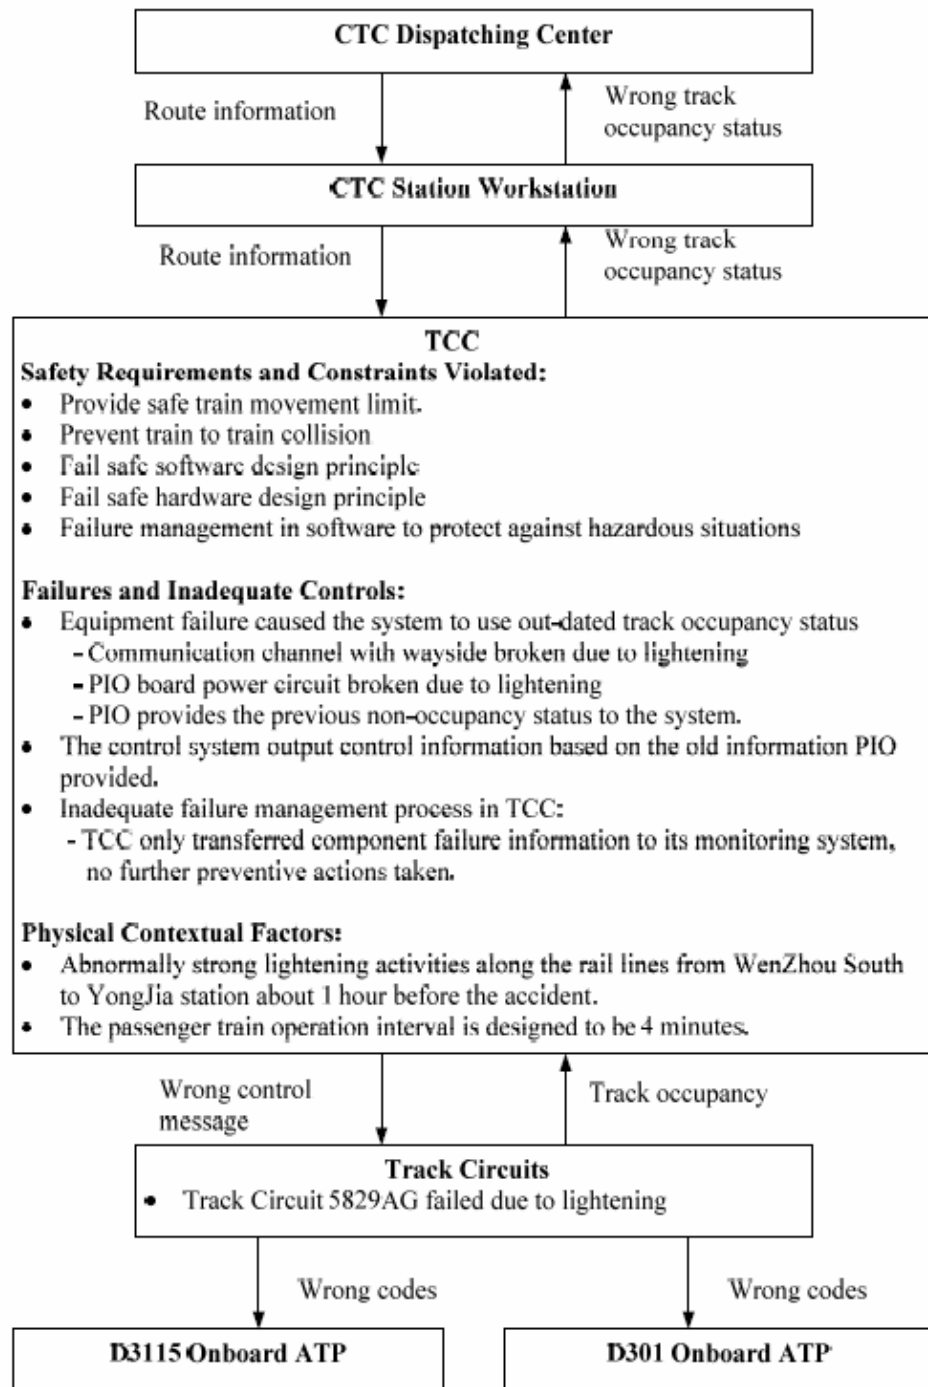 CTC Dispatching Center
Route information
Wrong track
occupancy status
CTC Station Workstation
Route information
Wrong track
occupancy status
TCC
Safety Requirements and Constraints Violated:
• Provide safe train movement limit.
• Prevent train to train collision
• Fail safe software design principle
• Fail safe hardware design principle
• Failure management in software to protect against hazardous situations
Failures and Inadequate Controls:
• Equipment failure caused the system to use out-dated track occupancy status
- Communication channel with wayside broken due to lightening
- PIO board power circuit broken due to lightening
- PIO provides the previous non-occupancy status to the system.
• The control system output control information based on the old information PIO
provided.
• Inadequate failure management process in TCC:
- TCC only transferred component failure information to its monitoring system,
no further preventive actions taken.
Physical Contextual Factors:
• Abnormally strong lightening activities along the rail lines from WenZhou South
to YongJia station about 1 hour before the accident.
• The passenger train operation interval is designed to be 4 minutes.
Wrong control
message
Track occupancy
Track Circuits
• Track Circuit 5829AG failed due to lightening
Wrong codes
Wrong codes
D3115 Onboard ATP
D301 Onboard ATP